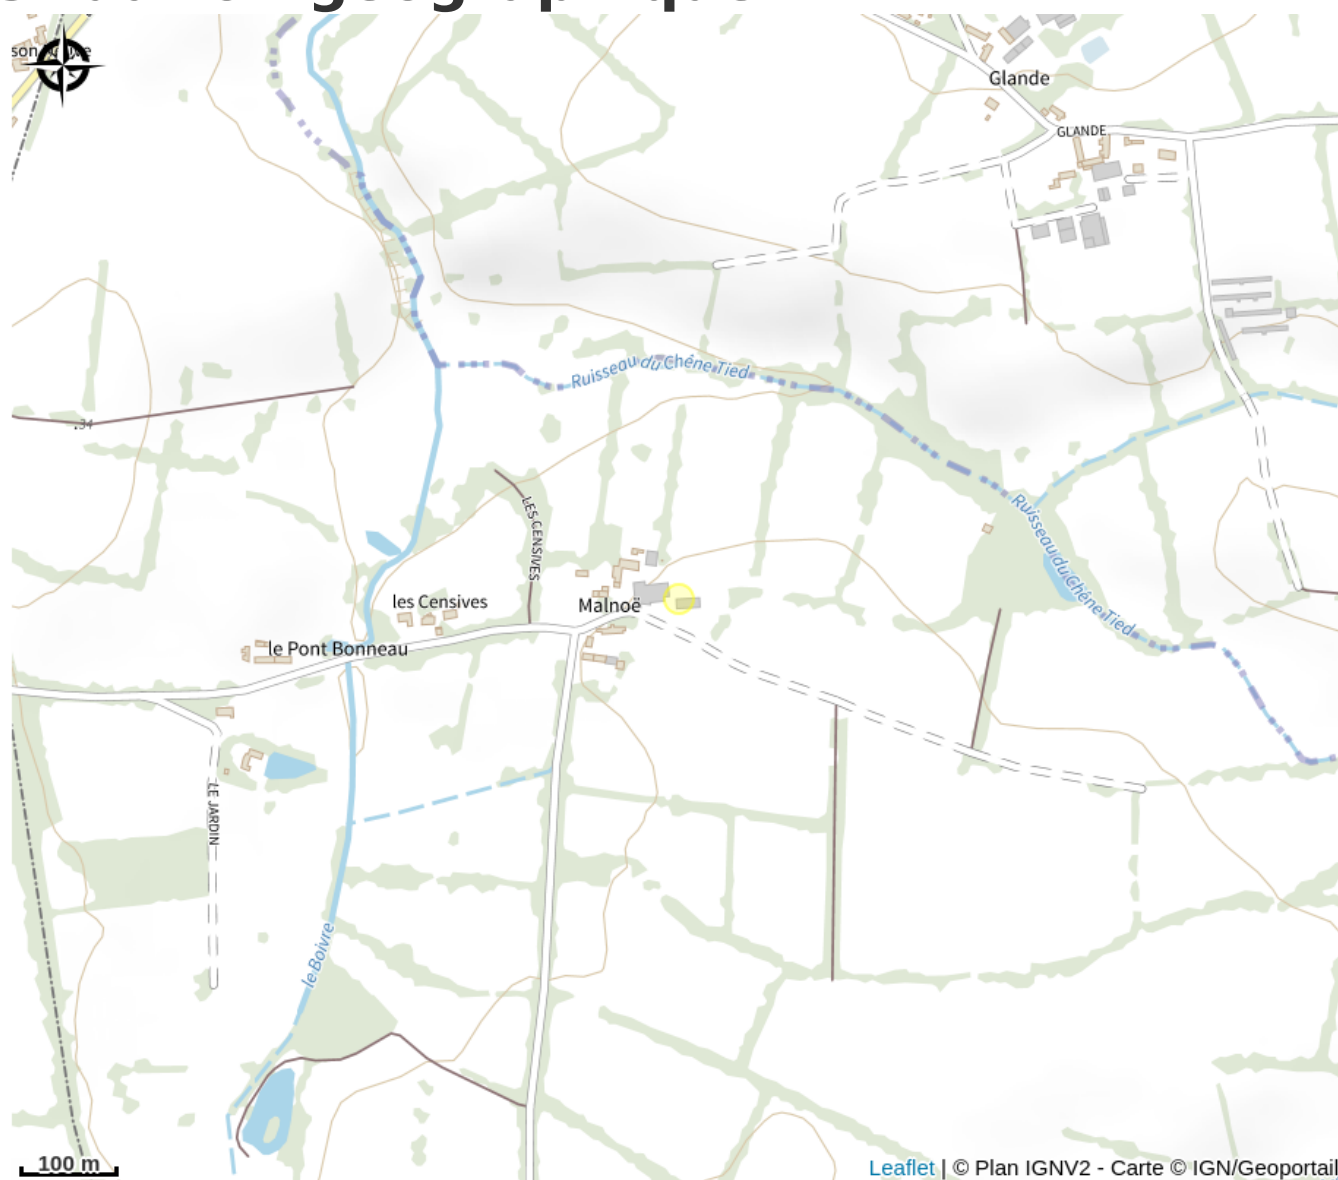 Glande
GLANDE
34
Ruisseau du Chêne Tied
LES CENSIVES
Ruisseau du Chêne Tied
les Censives
Malnoë
le Pont Bonneau
LE JARDIN
le Boivre
100 m
Leaflet | © Plan IGNV2 - Carte © IGN/Geoportail